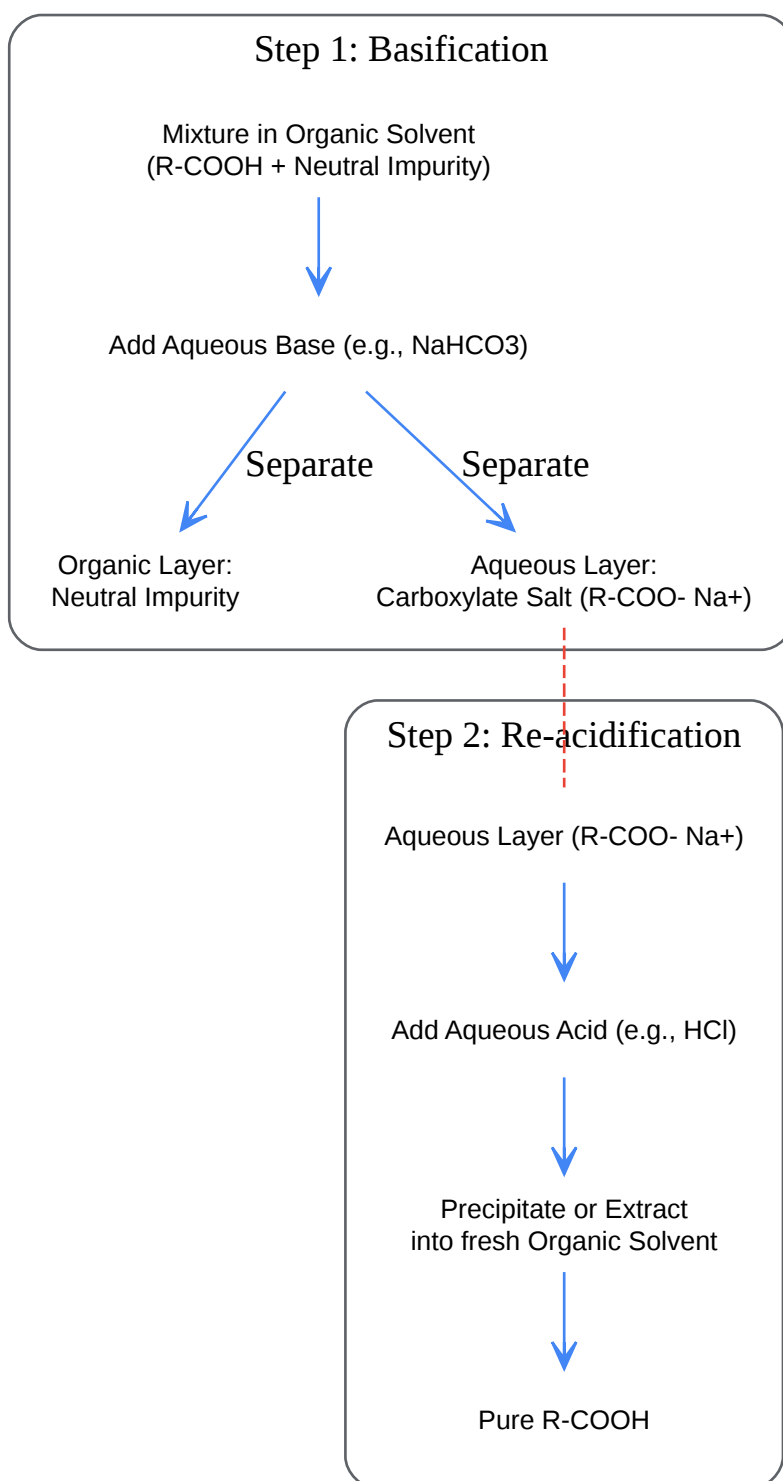 Step 1: Basification
Mixture in Organic Solvent
(R-COOH + Neutral Impurity)
Add Aqueous Base (e.g., NaHCO3)
Separate
Separate
Organic Layer:
Neutral Impurity
Aqueous Layer:
Carboxylate Salt (R-COO- Na+)
Step 2: Re-acidification
Aqueous Layer (R-COO- Na+)
Add Aqueous Acid (e.g., HCl)
Precipitate or Extract
into fresh Organic Solvent
Pure R-COOH